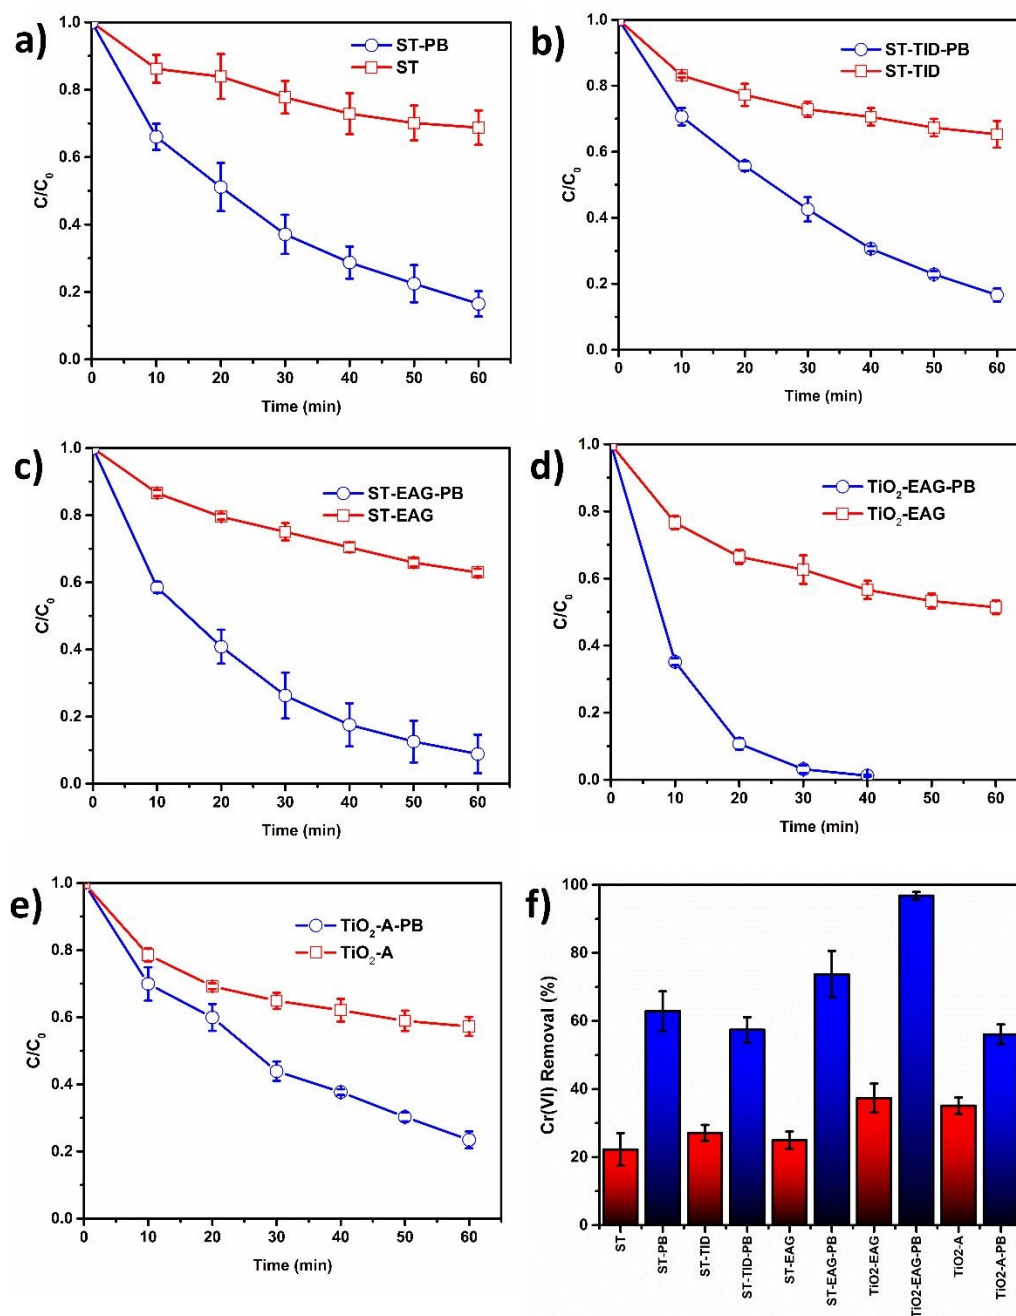 a)
1.0
0.8
0.6
0.4
0.2
0.0
C/C0
ST-PB
ST
0 10 20 30 40 50 60
Time (min)
b)
1.0
0.8
0.6
0.4
0.2
0.0
C/C0
ST-TID-PB
ST-TID
0 10 20 30 40 50 60
Time (min)
c)
1.0
0.8
0.6
0.4
0.2
0.0
C/C0
ST-EAG-PB
ST-EAG
0 10 20 30 40 50 60
Time (min)
d)
1.0
0.8
0.6
0.4
0.2
0.0
C/C0
TiO2-EAG-PB
TiO2-EAG
0 10 20 30 40 50 60
Time (min)
e)
1.0
0.8
0.6
0.4
0.2
0.0
C/C0
TiO2-A-PB
TiO2-A
0 10 20 30 40 50 60
Time (min)
f)
100
80
60
40
20
0
Cr(VI) Removal (%)
ST
ST-PB
ST-TID
ST-TID-PB
ST-EAG
ST-EAG-PB
TiO2-EAG
TiO2-EAG-PB
TiO2-A
TiO2-A-PB